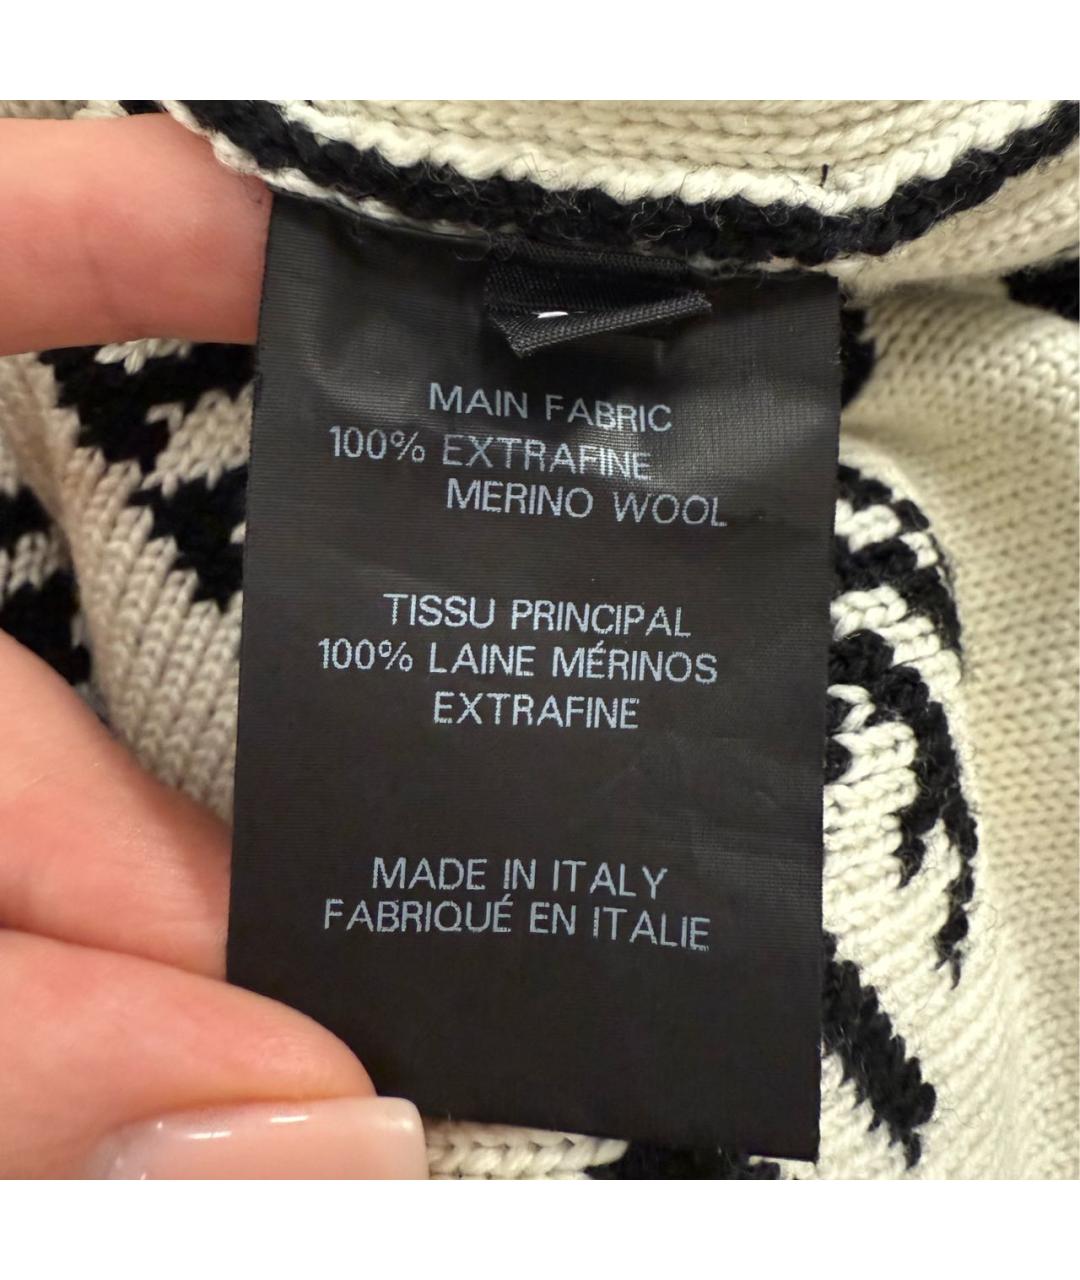 MAIN FABRIC
100% EXTRAFINE
MERINO WOOL
TISSU PRINCIPAL
100% LAINE MÉRINOS
EXTRAFINE
MADE IN ITALY
FABRIQUÉ EN ITALIE